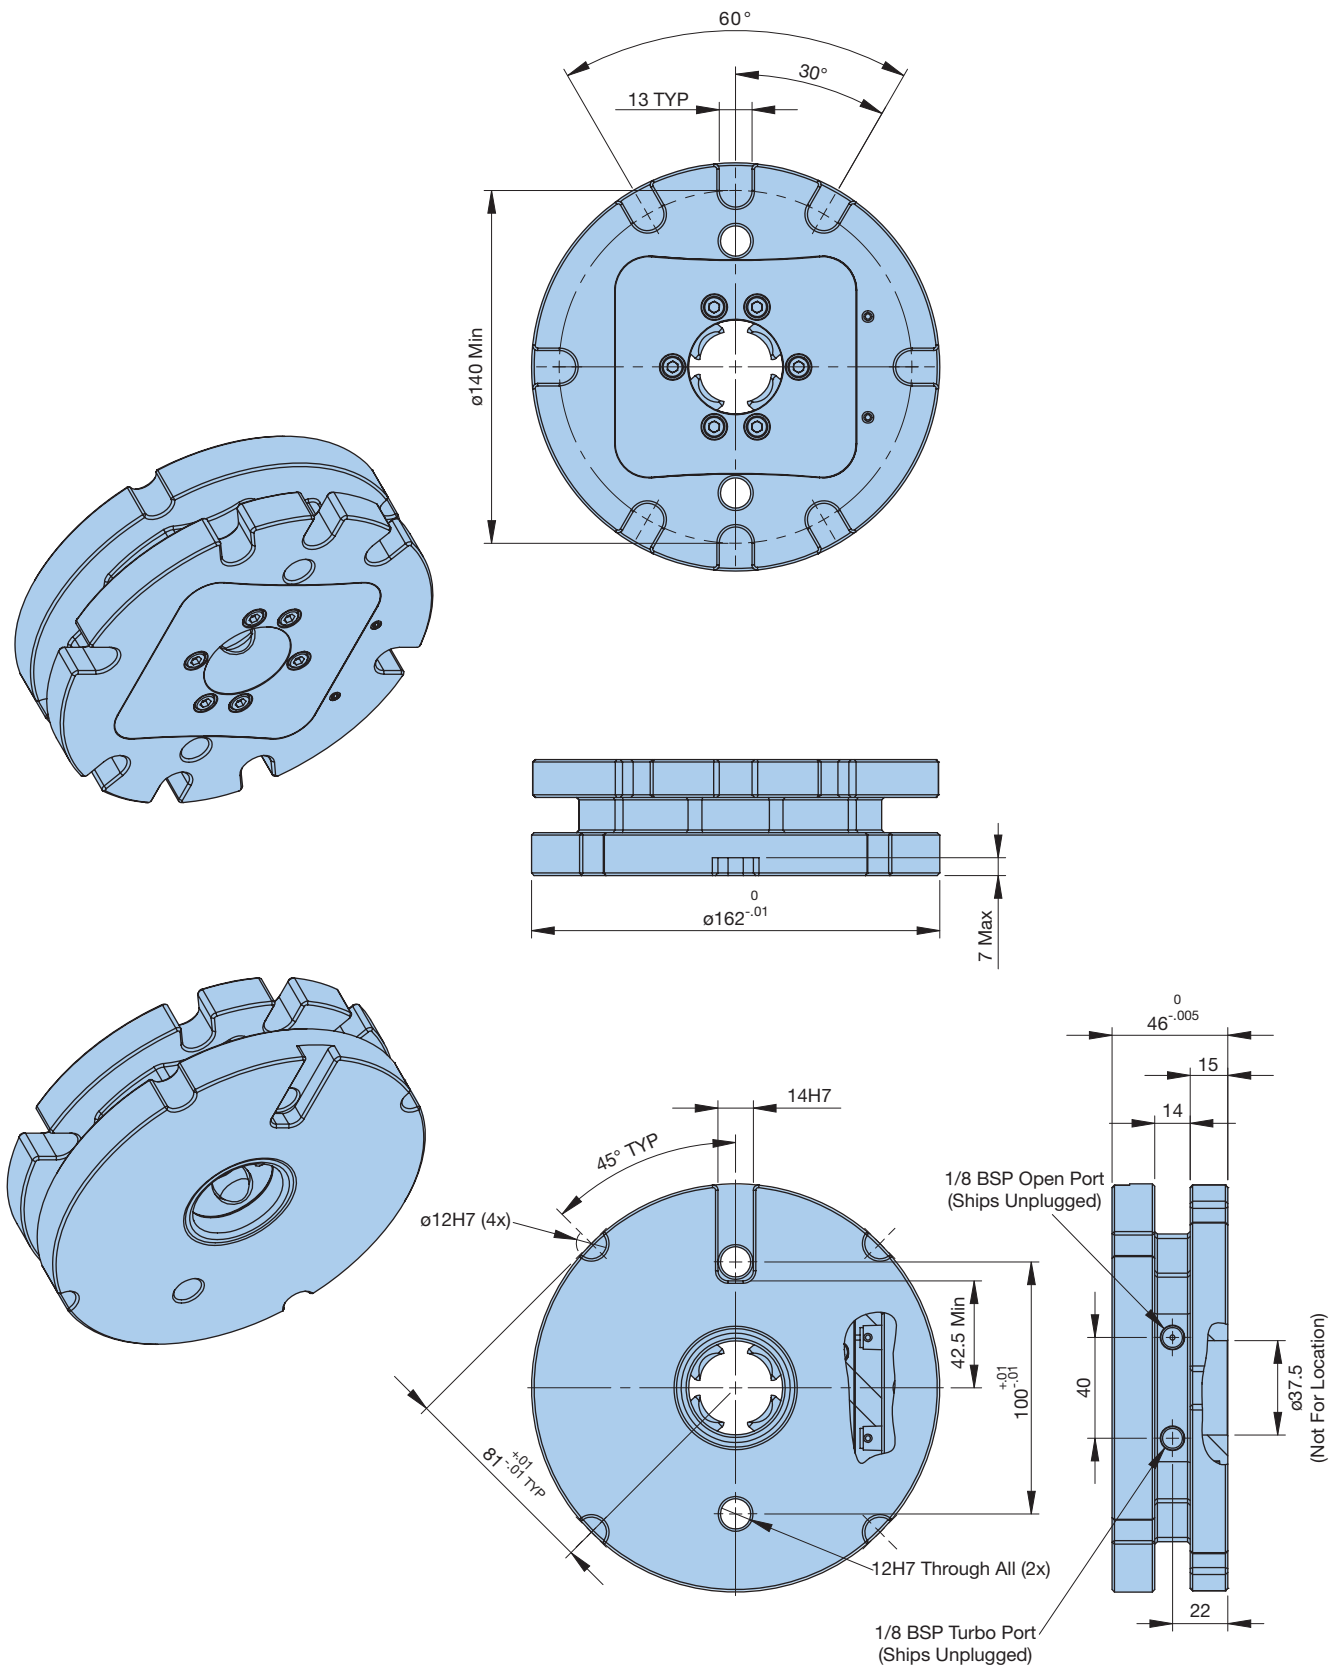 60°
30°
13 TYP
ø140 Min
0
ø162-.01
7 Max
0
46-.005
15
14
14H7
45° TYP
1/8 BSP Open Port
(Ships Unplugged)
ø12H7 (4x)
42.5 Min
+.01
100-.01
40
ø37.5
(Not For Location)
+.01
81-.01 TYP
12H7 Through All (2x)
22
1/8 BSP Turbo Port
(Ships Unplugged)